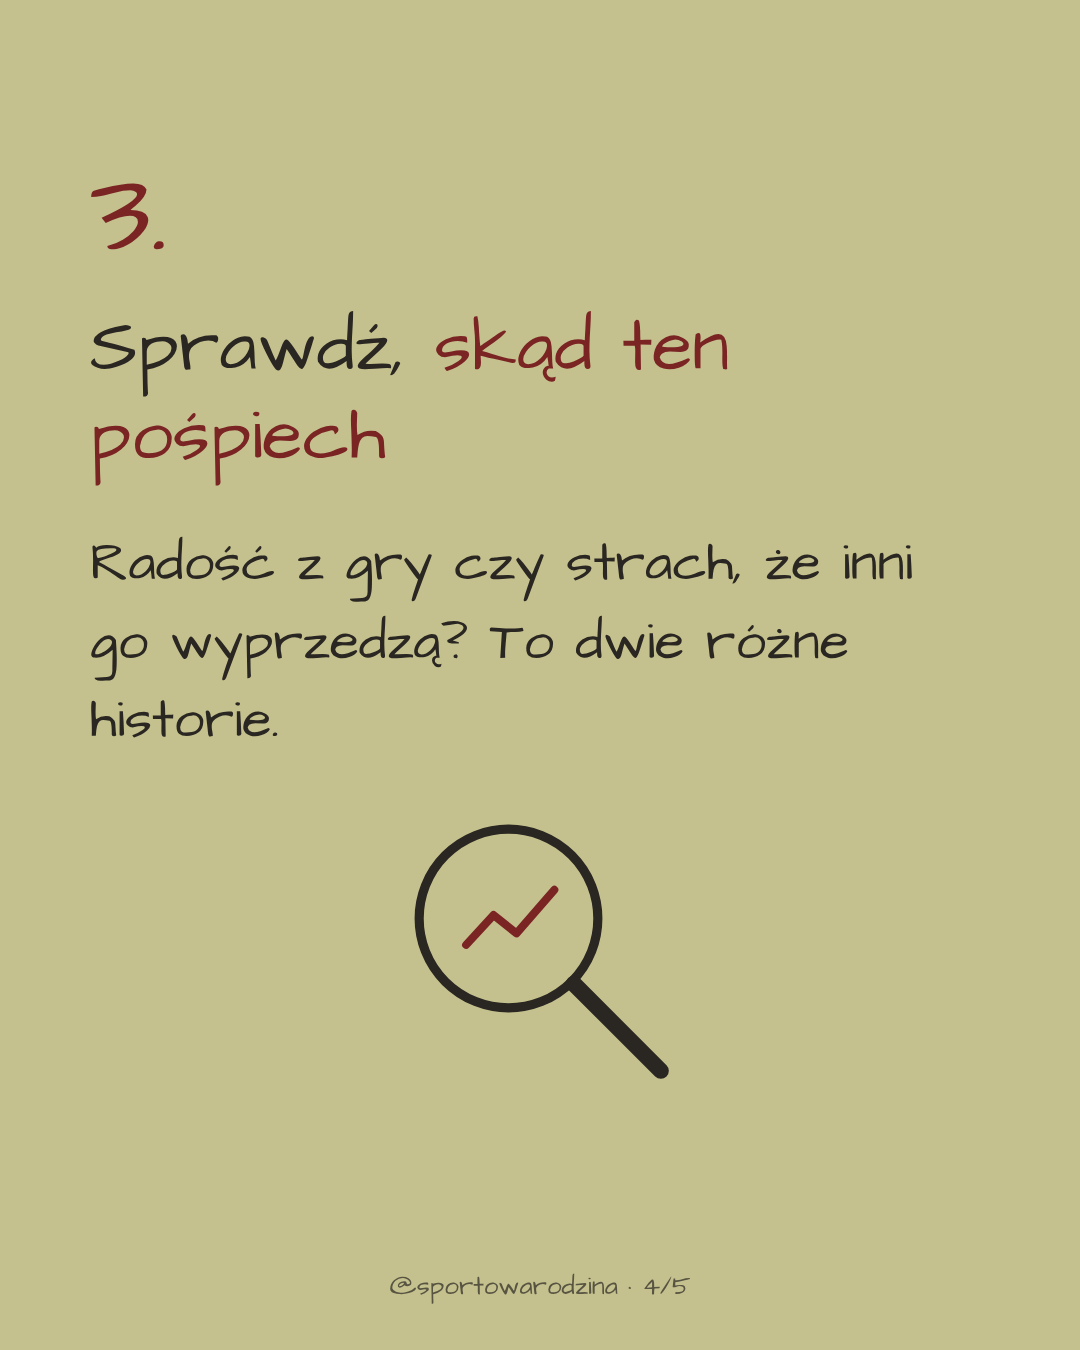 3.
Sprawdź, skąd ten
pośpiech
Radość z gry czy strach, że inni
go wyprzedzą? To dwie różne
historie.
@sportowarodzina · 4/5